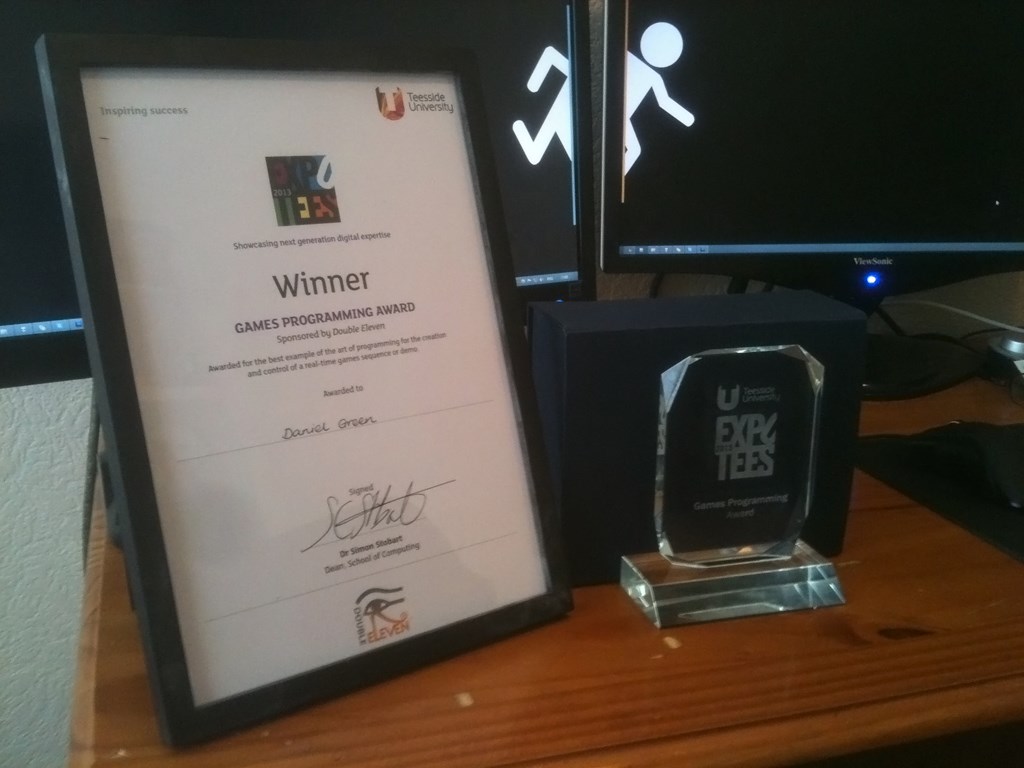 Inspiring success
Teesside
University
EXPO
2013
TEES
Showcasing next generation digital expertise
Winner
GAMES PROGRAMMING AWARD
Sponsored by Double Eleven
Awarded for the best example of the art of programming for the creation
and control of a real-time games sequence or demo
Awarded to
Daniel Green
Signed
Dr Simon Stobart
Dean, School of Computing
DOUBLE
ELEVEN
ViewSonic
Teesside
University
EXPO
TEES
Games Programming
Award